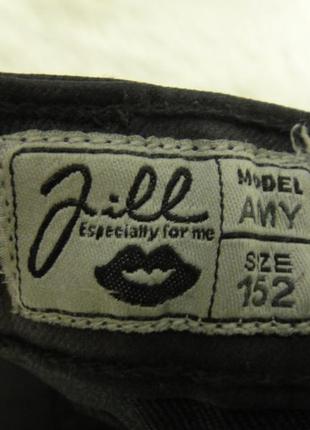 Jill
Especially for me
MODEL
AMY
SIZE
152